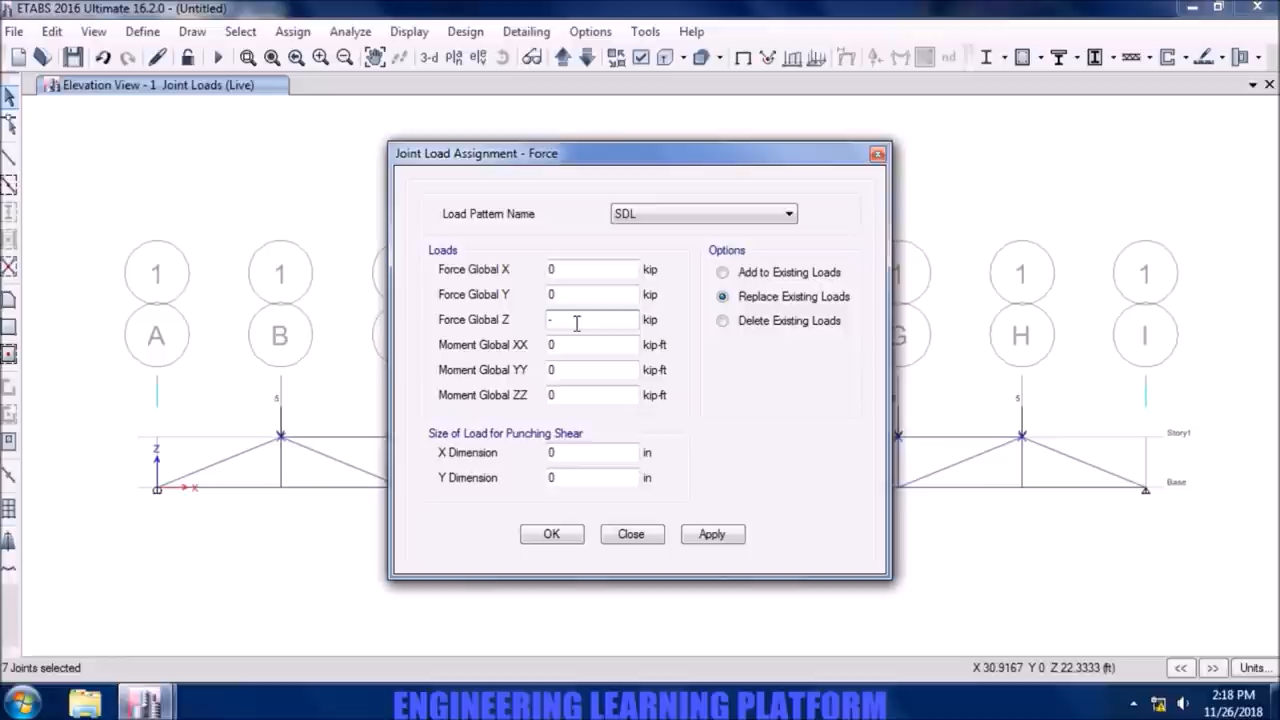 ETABS 2016 Ultimate 16.2.0 - (Untitled)
File Edit View Define Draw Select Assign Analyze Display Design Detailing Options Tools Help
3-d
nd
Elevation View - 1 Joint Loads (Live)
Joint Load Assignment - Force
Load Pattern Name SDL
Loads
Options
Force Global X 0 kip
Add to Existing Loads
Force Global Y 0 kip
Replace Existing Loads
Force Global Z - kip
Delete Existing Loads
Moment Global XX 0 kip-ft
Moment Global YY 0 kip-ft
Moment Global ZZ 0 kip-ft
Size of Load for Punching Shear
X Dimension 0 in
Y Dimension 0 in
OK Close Apply
1 1 1 1
A B G H I
5 5 5
Story1
Z
X
Base
7 Joints selected
X 30.9167 Y 0 Z 22.3333 (ft)
<< >> Units...
ENGINEERING LEARNING PLATFORM
2:18 PM
11/26/2018